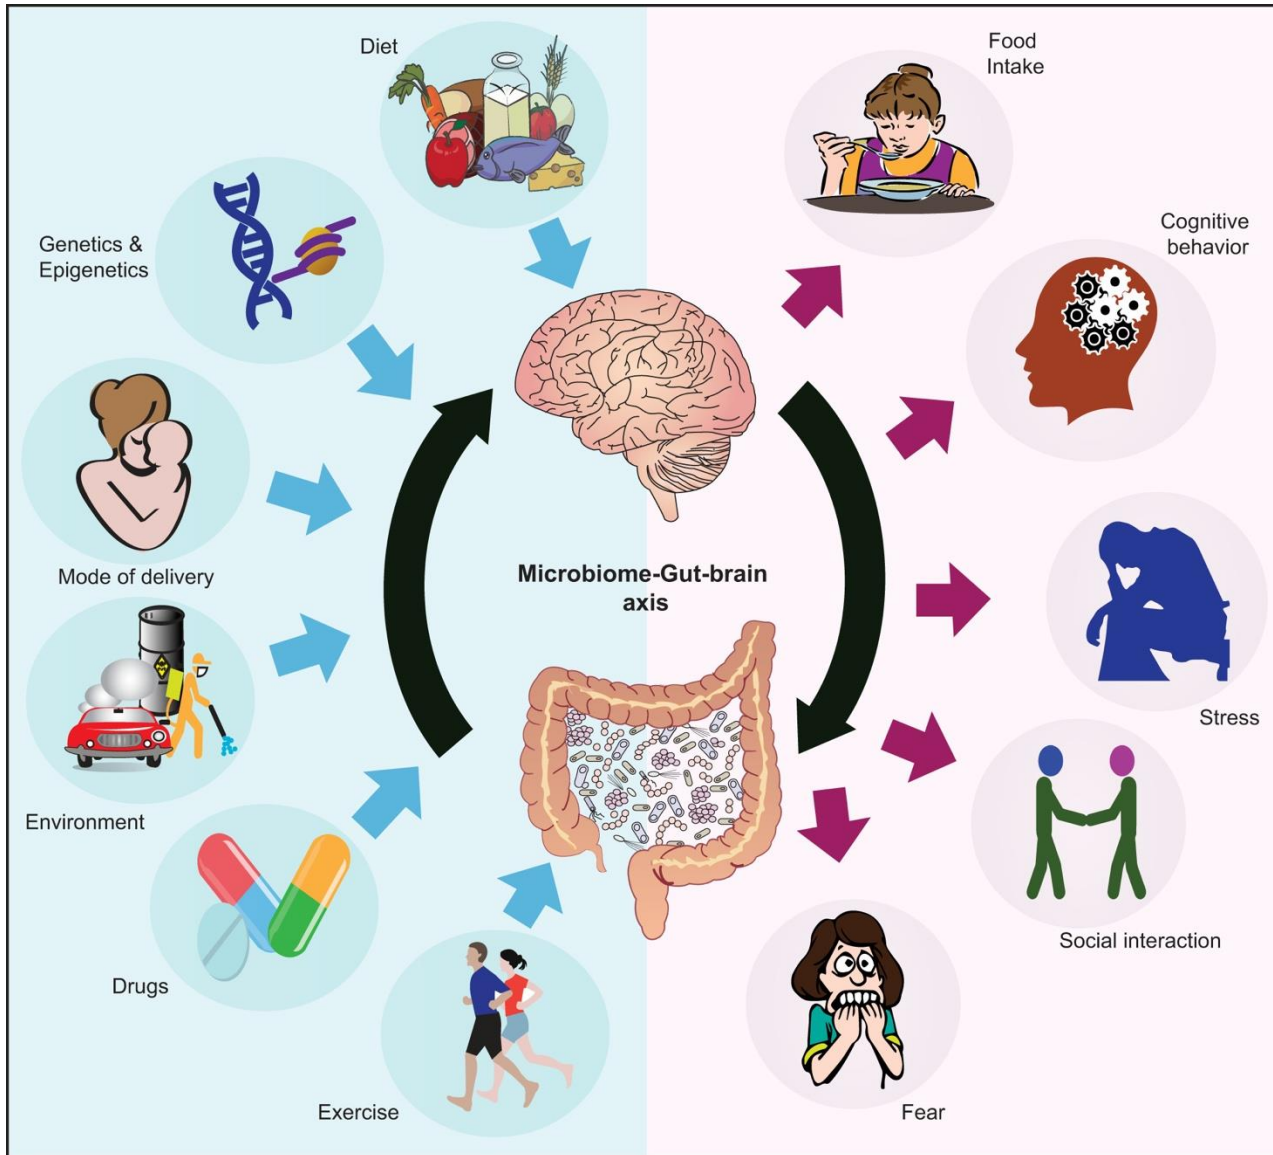 Diet
Genetics &
Epigenetics
Mode of delivery
Environment
Drugs
Exercise
Microbiome-Gut-brain
axis
Food
Intake
Cognitive
behavior
Stress
Social interaction
Fear